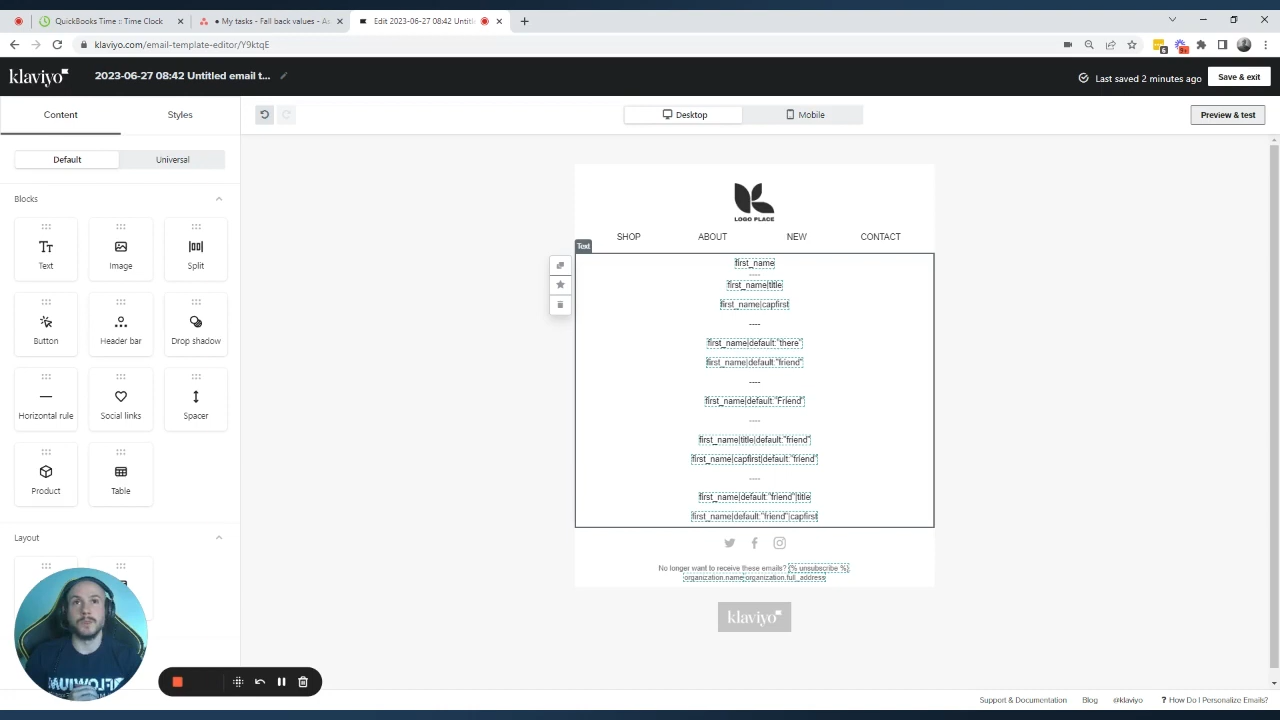 QuickBooks Time :: Time Clock
● My tasks - Fall back values - As
Edit 2023-06-27 08:42 Untitl
klaviyo.com/email-template-editor/Y9ktqE
6
9+
klaviyo
2023-06-27 08:42 Untitled email t...
Last saved 2 minutes ago
Save & exit
Content
Styles
Desktop
Mobile
Preview & test
Default
Universal
Blocks
Text
Image
Split
Button
Header bar
Drop shadow
Horizontal rule
Social links
Spacer
Product
Table
Layout
LOGO PLACE
SHOP
ABOUT
NEW
CONTACT
Text
first_name
----
first_name|title
first_name|capfirst
----
first_name|default:"there"
first_name|default:"friend"
----
first_name|default:"Friend"
----
first_name|title|default:"friend"
first_name|capfirst|default:"friend"
----
first_name|default:"friend"|title
first_name|default:"friend"|capfirst
No longer want to receive these emails? {% unsubscribe %}.
organization.name organization.full_address
klaviyo
FLOWIUM
Support & Documentation
Blog
@klaviyo
? How Do I Personalize Emails?